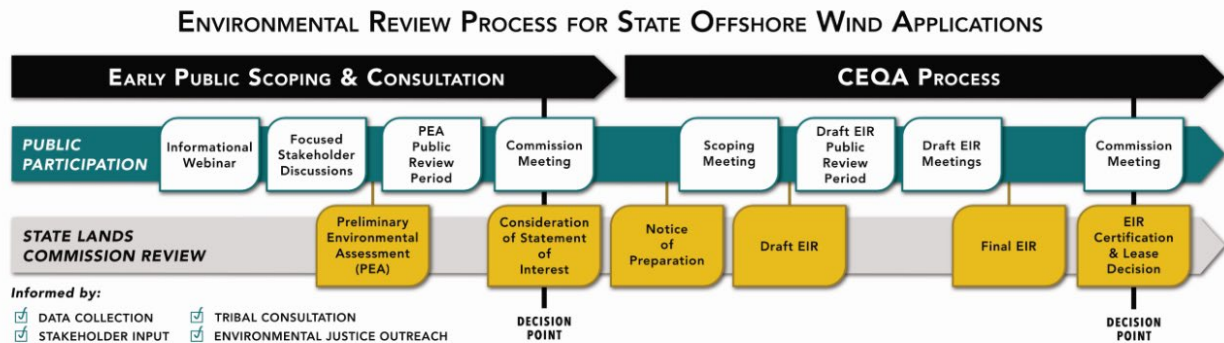 ENVIRONMENTAL REVIEW PROCESS FOR STATE OFFSHORE WIND APPLICATIONS
EARLY PUBLIC SCOPING & CONSULTATION
CEQA PROCESS
PUBLIC
PARTICIPATION
Informational
Webinar
Focused
Stakeholder
Discussions
PEA
Public
Review
Period
Commission
Meeting
Scoping
Meeting
Draft EIR
Public
Review
Period
Draft EIR
Meetings
Commission
Meeting
STATE LANDS
COMMISSION REVIEW
Preliminary
Environmental
Assessment
(PEA)
Consideration
of Statement
of
Interest
Notice
of
Preparation
Draft EIR
Final EIR
EIR
Certification
& Lease
Decision
Informed by:
DATA COLLECTION
TRIBAL CONSULTATION
STAKEHOLDER INPUT
ENVIRONMENTAL JUSTICE OUTREACH
DECISION
POINT
DECISION
POINT